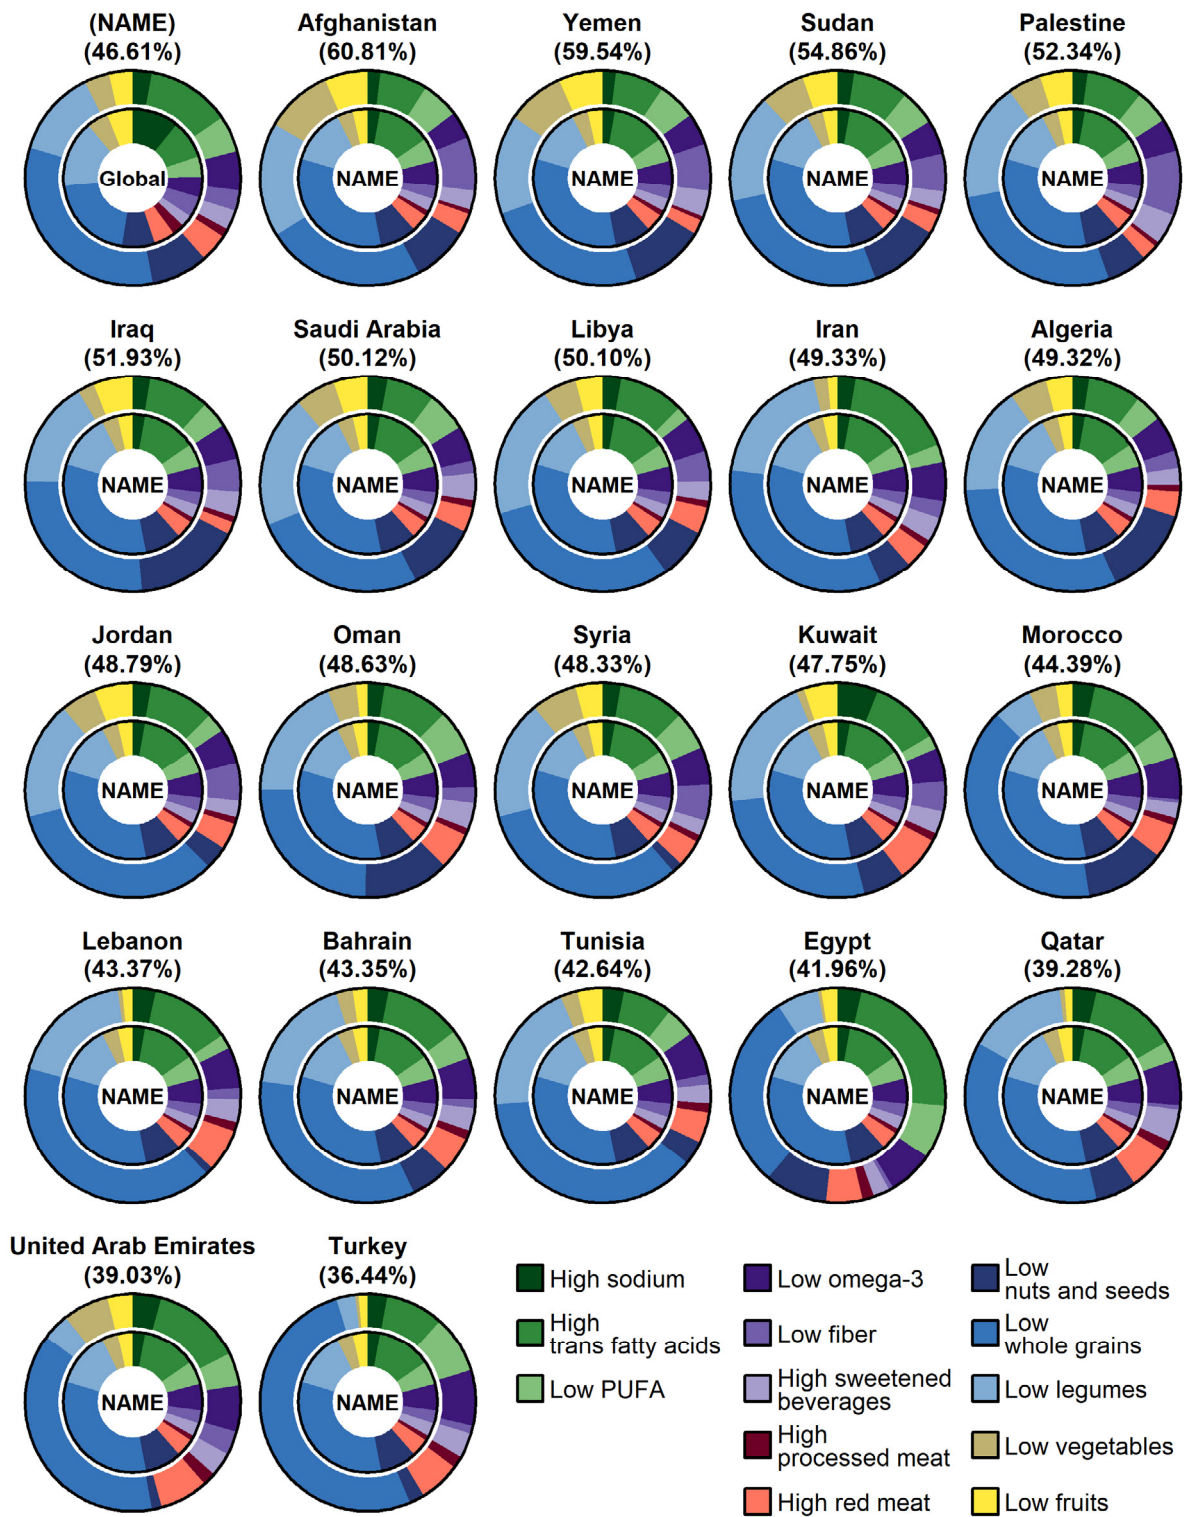 (NAME)
(46.61%)
Global
Afghanistan
(60.81%)
NAME
Yemen
(59.54%)
NAME
Sudan
(54.86%)
NAME
Palestine
(52.34%)
NAME
Iraq
(51.93%)
NAME
Saudi Arabia
(50.12%)
NAME
Libya
(50.10%)
NAME
Iran
(49.33%)
NAME
Algeria
(49.32%)
NAME
Jordan
(48.79%)
NAME
Oman
(48.63%)
NAME
Syria
(48.33%)
NAME
Kuwait
(47.75%)
NAME
Morocco
(44.39%)
NAME
Lebanon
(43.37%)
NAME
Bahrain
(43.35%)
NAME
Tunisia
(42.64%)
NAME
Egypt
(41.96%)
NAME
Qatar
(39.28%)
NAME
United Arab Emirates
(39.03%)
NAME
Turkey
(36.44%)
NAME
High sodium
High
trans fatty acids
Low PUFA
Low omega-3
Low fiber
High sweetened
beverages
High
processed meat
High red meat
Low
nuts and seeds
Low
whole grains
Low legumes
Low vegetables
Low fruits